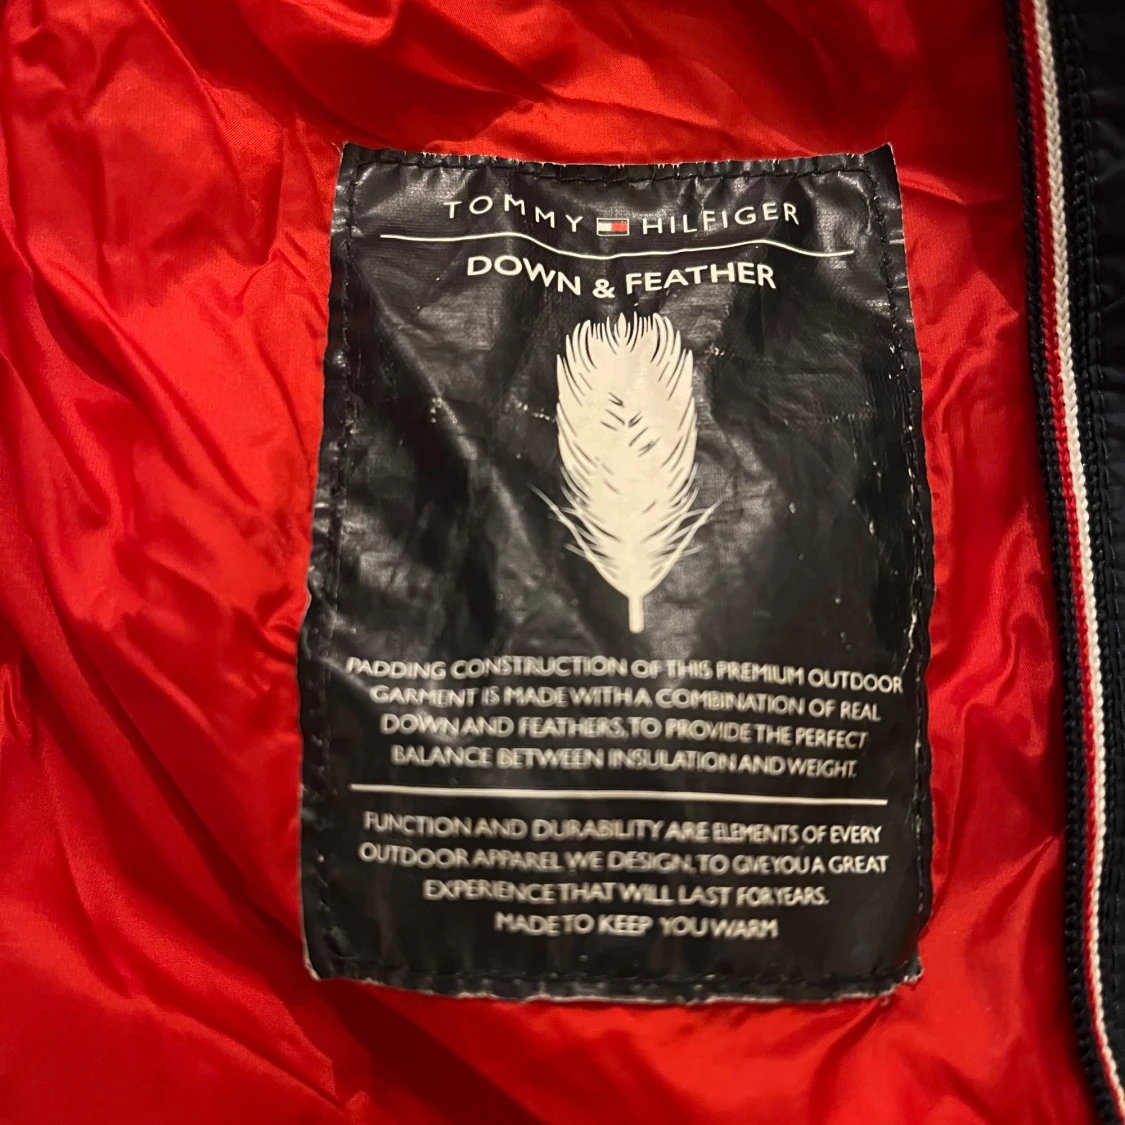 TOMMY HILFIGER
DOWN & FEATHER
PADDING CONSTRUCTION OF THIS PREMIUM OUTDOOR
GARMENT IS MADE WITH A COMBINATION OF REAL
DOWN AND FEATHERS, TO PROVIDE THE PERFECT
BALANCE BETWEEN INSULATION AND WEIGHT.
FUNCTION AND DURABILITY ARE ELEMENTS OF EVERY
OUTDOOR APPAREL WE DESIGN, TO GIVE YOU A GREAT
EXPERIENCE THAT WILL LAST FOR YEARS.
MADE TO KEEP YOU WARM